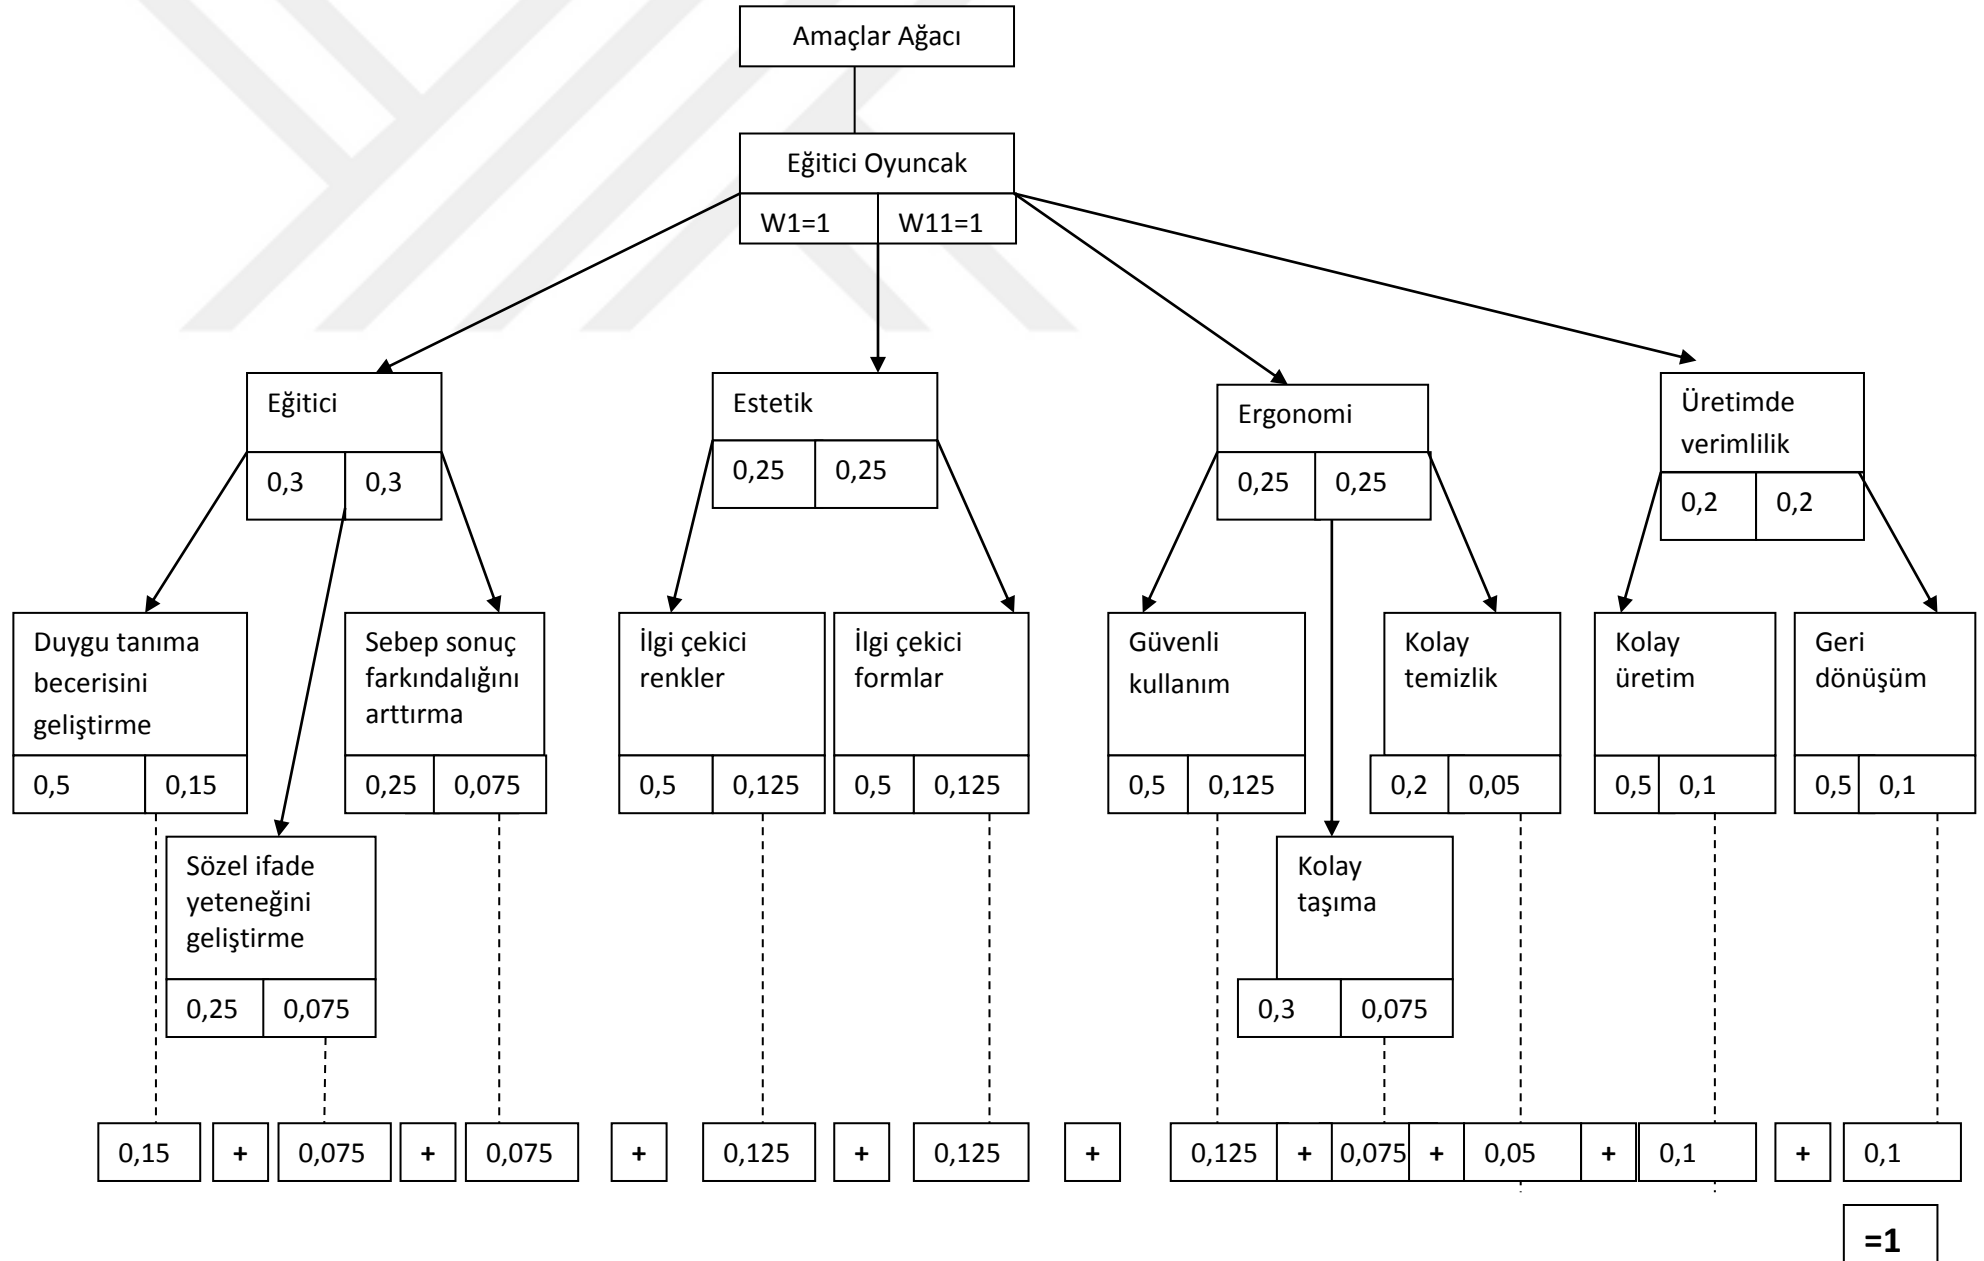 Amaçlar Ağacı
Eğitici Oyuncak
W1=1 W11=1
Eğitici
0,3 0,3
Estetik
0,25 0,25
Ergonomi
0,25 0,25
Üretimde
verimlilik
0,2 0,2
Duygu tanıma
becerisini
geliştirme
0,5 0,15
Sözel ifade
yeteneğini
geliştirme
0,25 0,075
Sebep sonuç
farkındalığını
arttırma
0,25 0,075
İlgi çekici
renkler
0,5 0,125
İlgi çekici
formlar
0,5 0,125
Güvenli
kullanım
0,5 0,125
Kolay
taşıma
0,3 0,075
Kolay
temizlik
0,2 0,05
Kolay
üretim
0,5 0,1
Geri
dönüşüm
0,5 0,1
0,15 + 0,075 + 0,075 + 0,125 + 0,125 + 0,125 + 0,075 + 0,05 + 0,1 + 0,1
=1